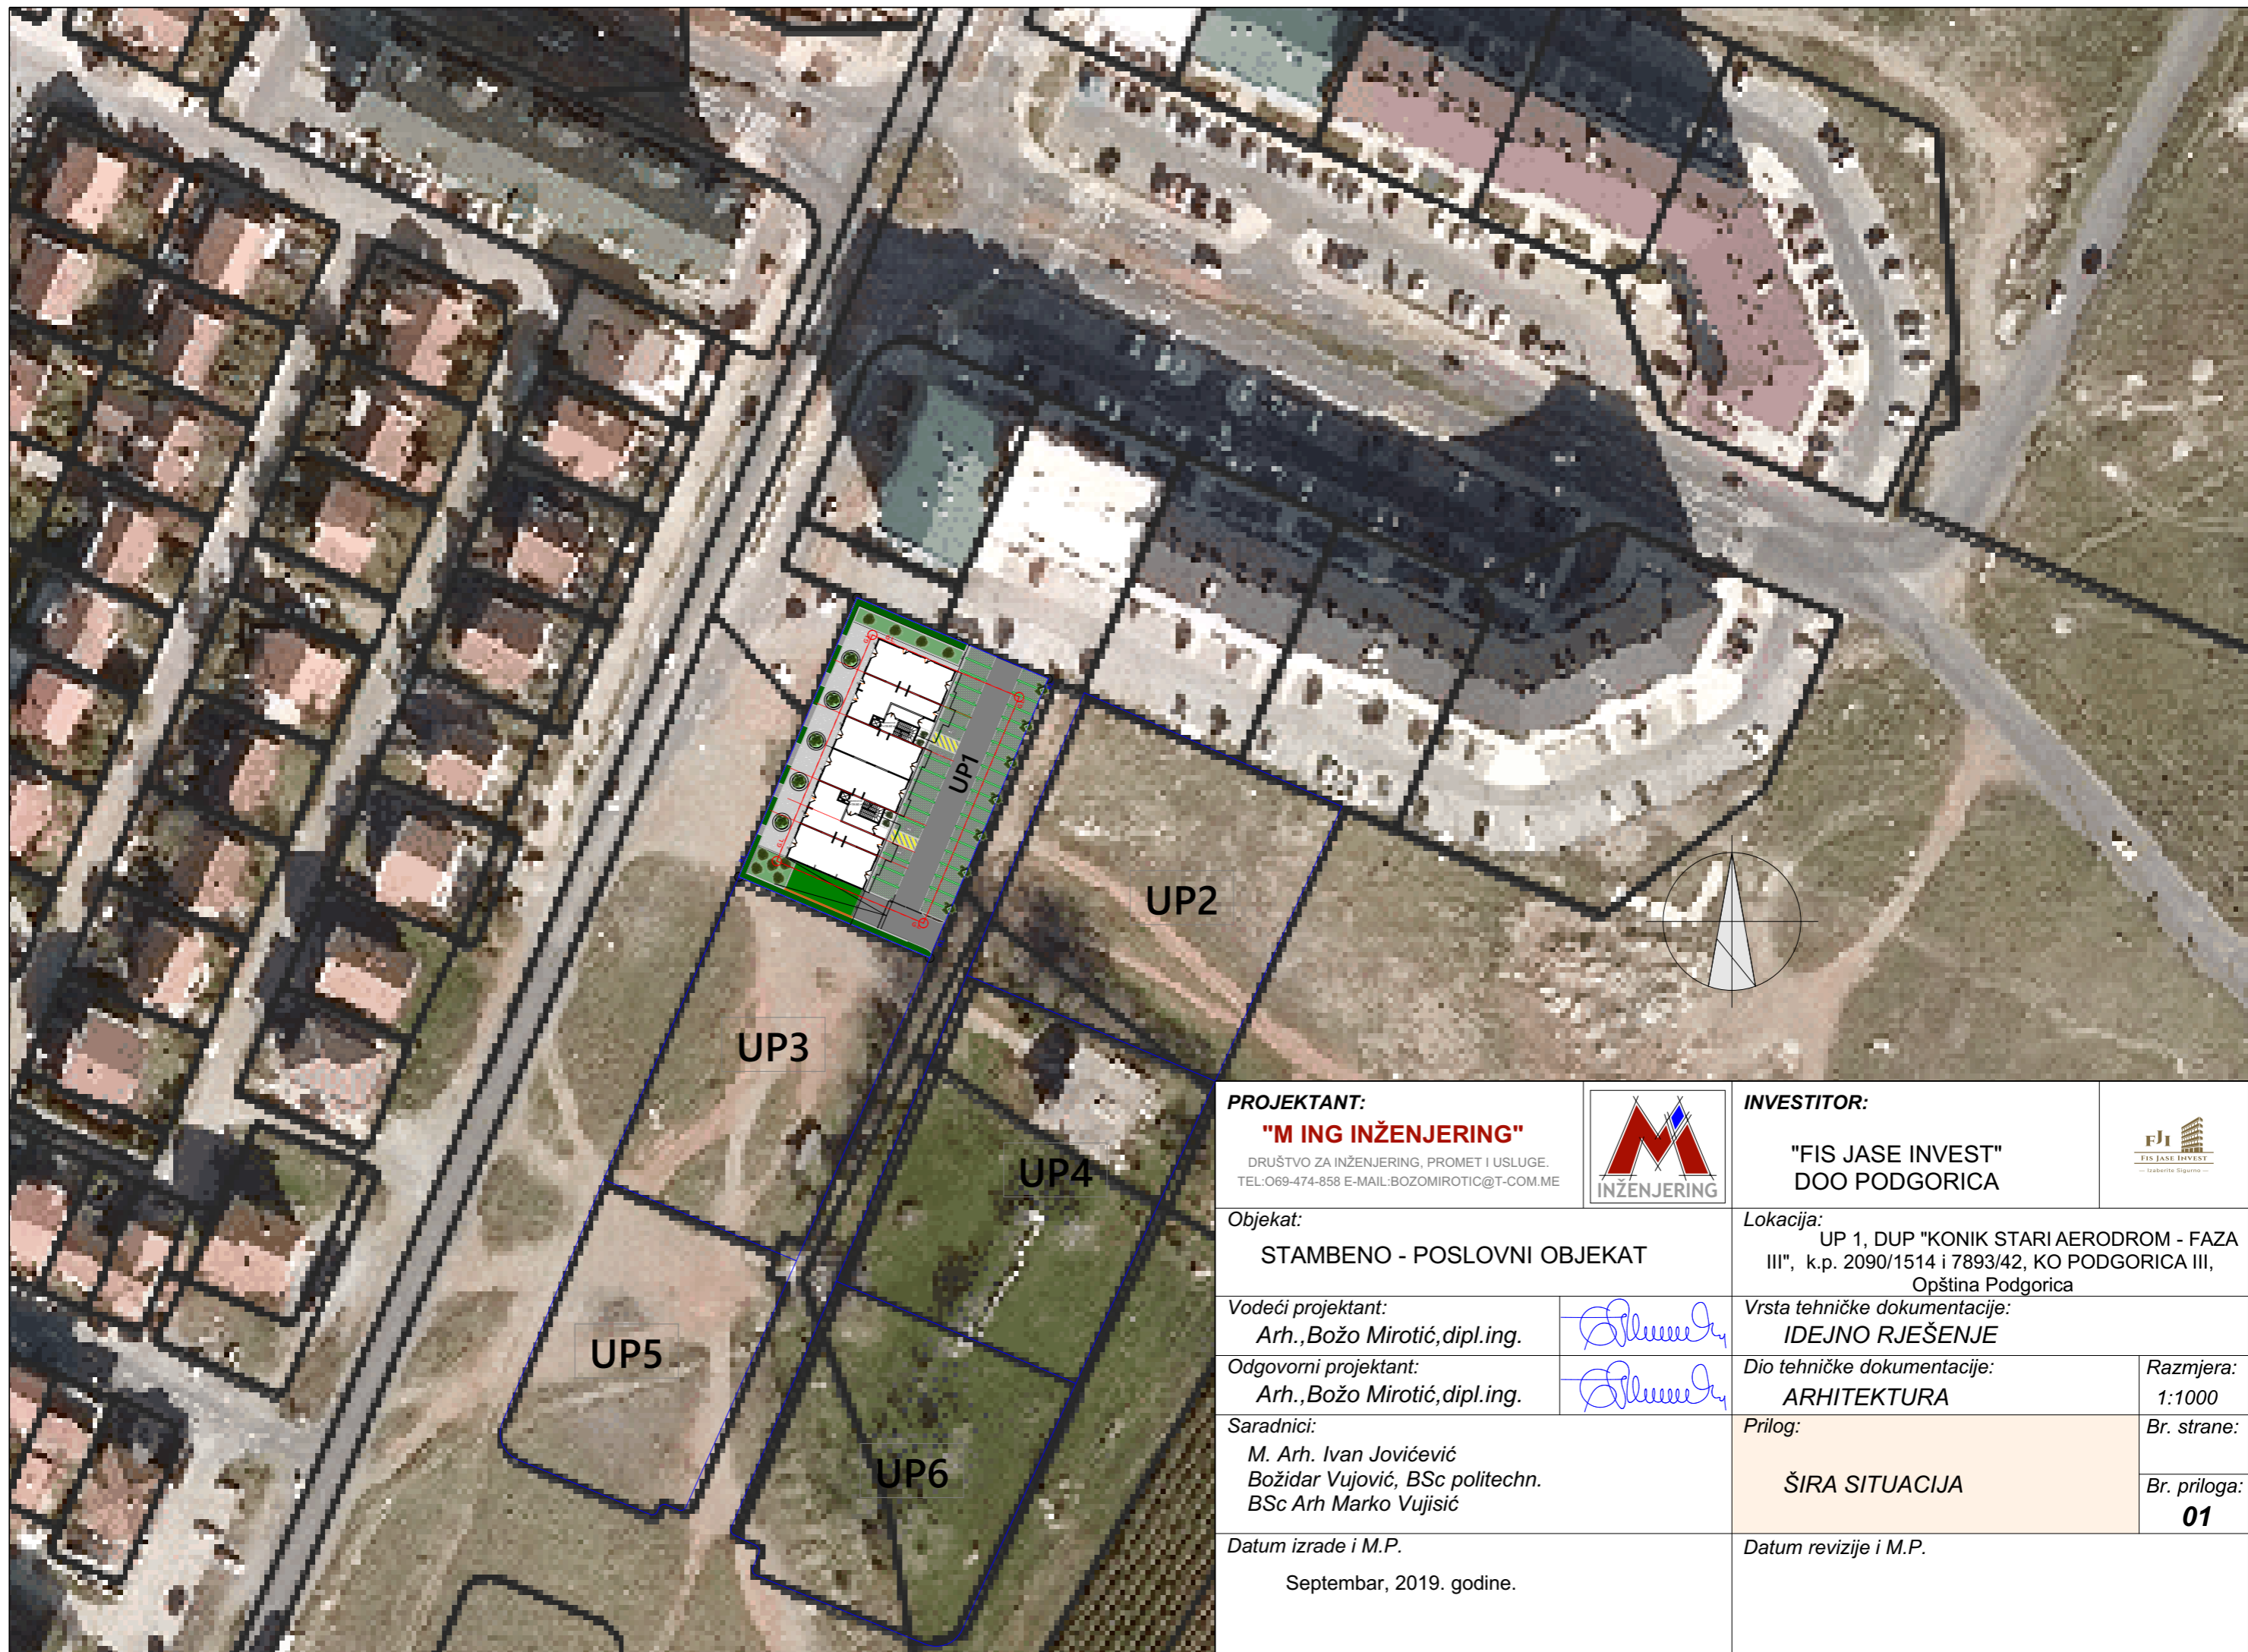 UP1
UP2
UP3
UP4
UP5
UP6
PROJEKTANT:
"M ING INŽENJERING"
DRUŠTVO ZA INŽENJERING, PROMET I USLUGE.
TEL:O69-474-858 E-MAIL:BOZOMIROTIC@T-COM.ME
INŽENJERING
INVESTITOR:
"FIS JASE INVEST"
DOO PODGORICA
FJI
FIS JASE INVEST
— Izaberite Sigurno —
Objekat:
STAMBENO - POSLOVNI OBJEKAT
Lokacija:
UP 1, DUP "KONIK STARI AERODROM - FAZA
III", k.p. 2090/1514 i 7893/42, KO PODGORICA III,
Opština Podgorica
Vodeći projektant:
Arh.,Božo Mirotić,dipl.ing.
Vrsta tehničke dokumentacije:
IDEJNO RJEŠENJE
Odgovorni projektant:
Arh.,Božo Mirotić,dipl.ing.
Dio tehničke dokumentacije:
ARHITEKTURA
Razmjera:
1:1000
Saradnici:
M. Arh. Ivan Jovićević
Božidar Vujović, BSc politechn.
BSc Arh Marko Vujisić
Prilog:
ŠIRA SITUACIJA
Br. strane:
Br. priloga:
01
Datum izrade i M.P.
Septembar, 2019. godine.
Datum revizije i M.P.